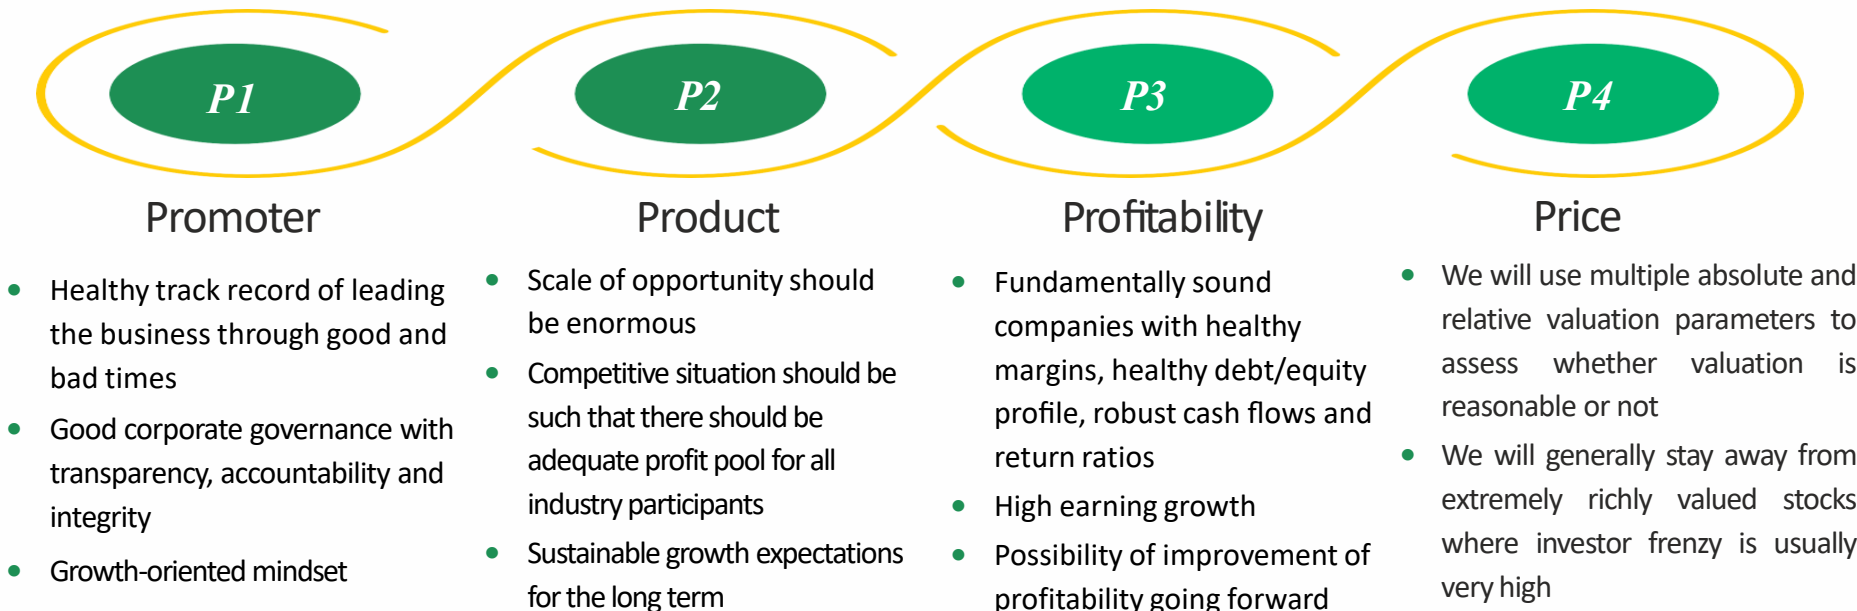 P1
P2
P3
P4
Promoter
Healthy track record of leading
the business through good and
bad times
Good corporate governance with
transparency, accountability and
integrity
Growth-oriented mindset
Product
Scale of opportunity should
be enormous
Competitive situation should be
such that there should be
adequate profit pool for all
industry participants
Sustainable growth expectations
for the long term
Profitability
Fundamentally sound
companies with healthy
margins, healthy debt/equity
profile, robust cash flows and
return ratios
High earning growth
Possibility of improvement of
profitability going forward
Price
We will use multiple absolute and
relative valuation parameters to
assess whether valuation is
reasonable or not
We will generally stay away from
extremely richly valued stocks
where investor frenzy is usually
very high